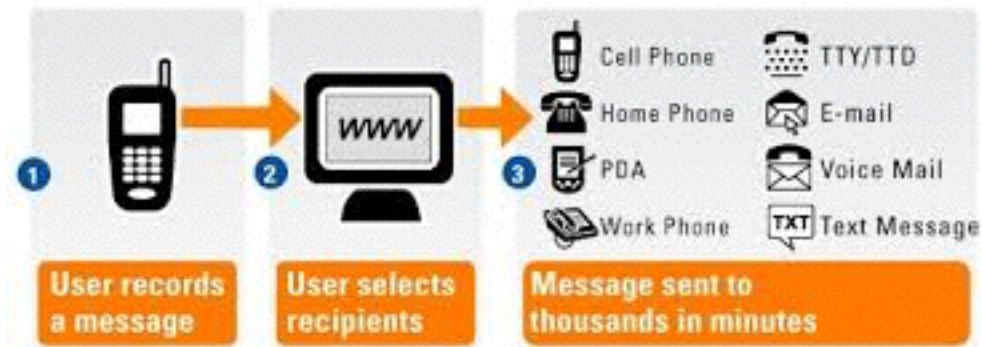 1
User records
a message
2
www
User selects
recipients
3
Cell Phone
Home Phone
PDA
Work Phone
TTY/TTD
E-mail
Voice Mail
TXT
Text Message
Message sent to
thousands in minutes